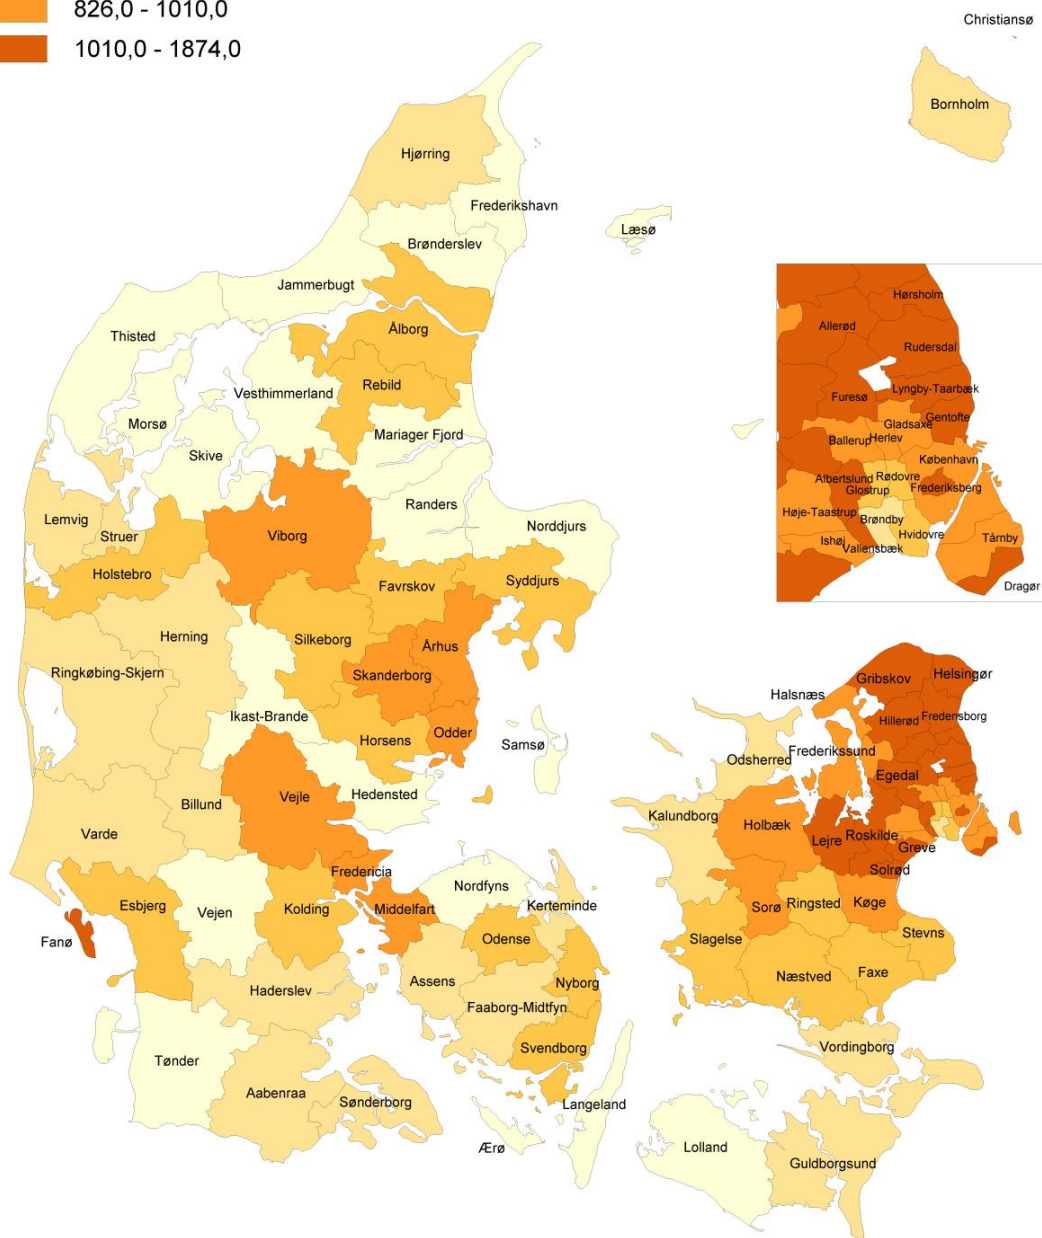 826,0 - 1010,0
1010,0 - 1874,0
Christiansø
Bornholm
Hjørring
Frederikshavn
Læsø
Brønderslev
Jammerbugt
Ålborg
Thisted
Rebild
Vesthimmerland
Morsø
Mariager Fjord
Skive
Randers
Norddjurs
Lemvig
Struer
Viborg
Holstebro
Favrskov
Syddjurs
Herning
Silkeborg
Århus
Ringkøbing-Skjern
Skanderborg
Ikast-Brande
Horsens
Odder
Samsø
Hedensted
Vejle
Billund
Varde
Fredericia
Nordfyns
Middelfart
Kerteminde
Esbjerg
Vejen
Kolding
Fanø
Odense
Assens
Nyborg
Haderslev
Faaborg-Midtfyn
Svendborg
Tønder
Aabenraa
Sønderborg
Langeland
Ærø
Hørsholm
Allerød
Rudersdal
Lyngby-Taarbæk
Furesø
Gentofte
Gladsaxe
Ballerup
Herlev
København
Albertslund
Rødovre
Glostrup
Frederiksberg
Høje-Taastrup
Brøndby
Hvidovre
Ishøj
Vallensbæk
Tårnby
Dragør
Gribskov
Helsingør
Halsnæs
Hillerød
Fredensborg
Frederikssund
Odsherred
Egedal
Kalundborg
Holbæk
Lejre
Roskilde
Greve
Solrød
Sorø
Ringsted
Køge
Slagelse
Stevns
Næstved
Faxe
Vordingborg
Lolland
Guldborgsund